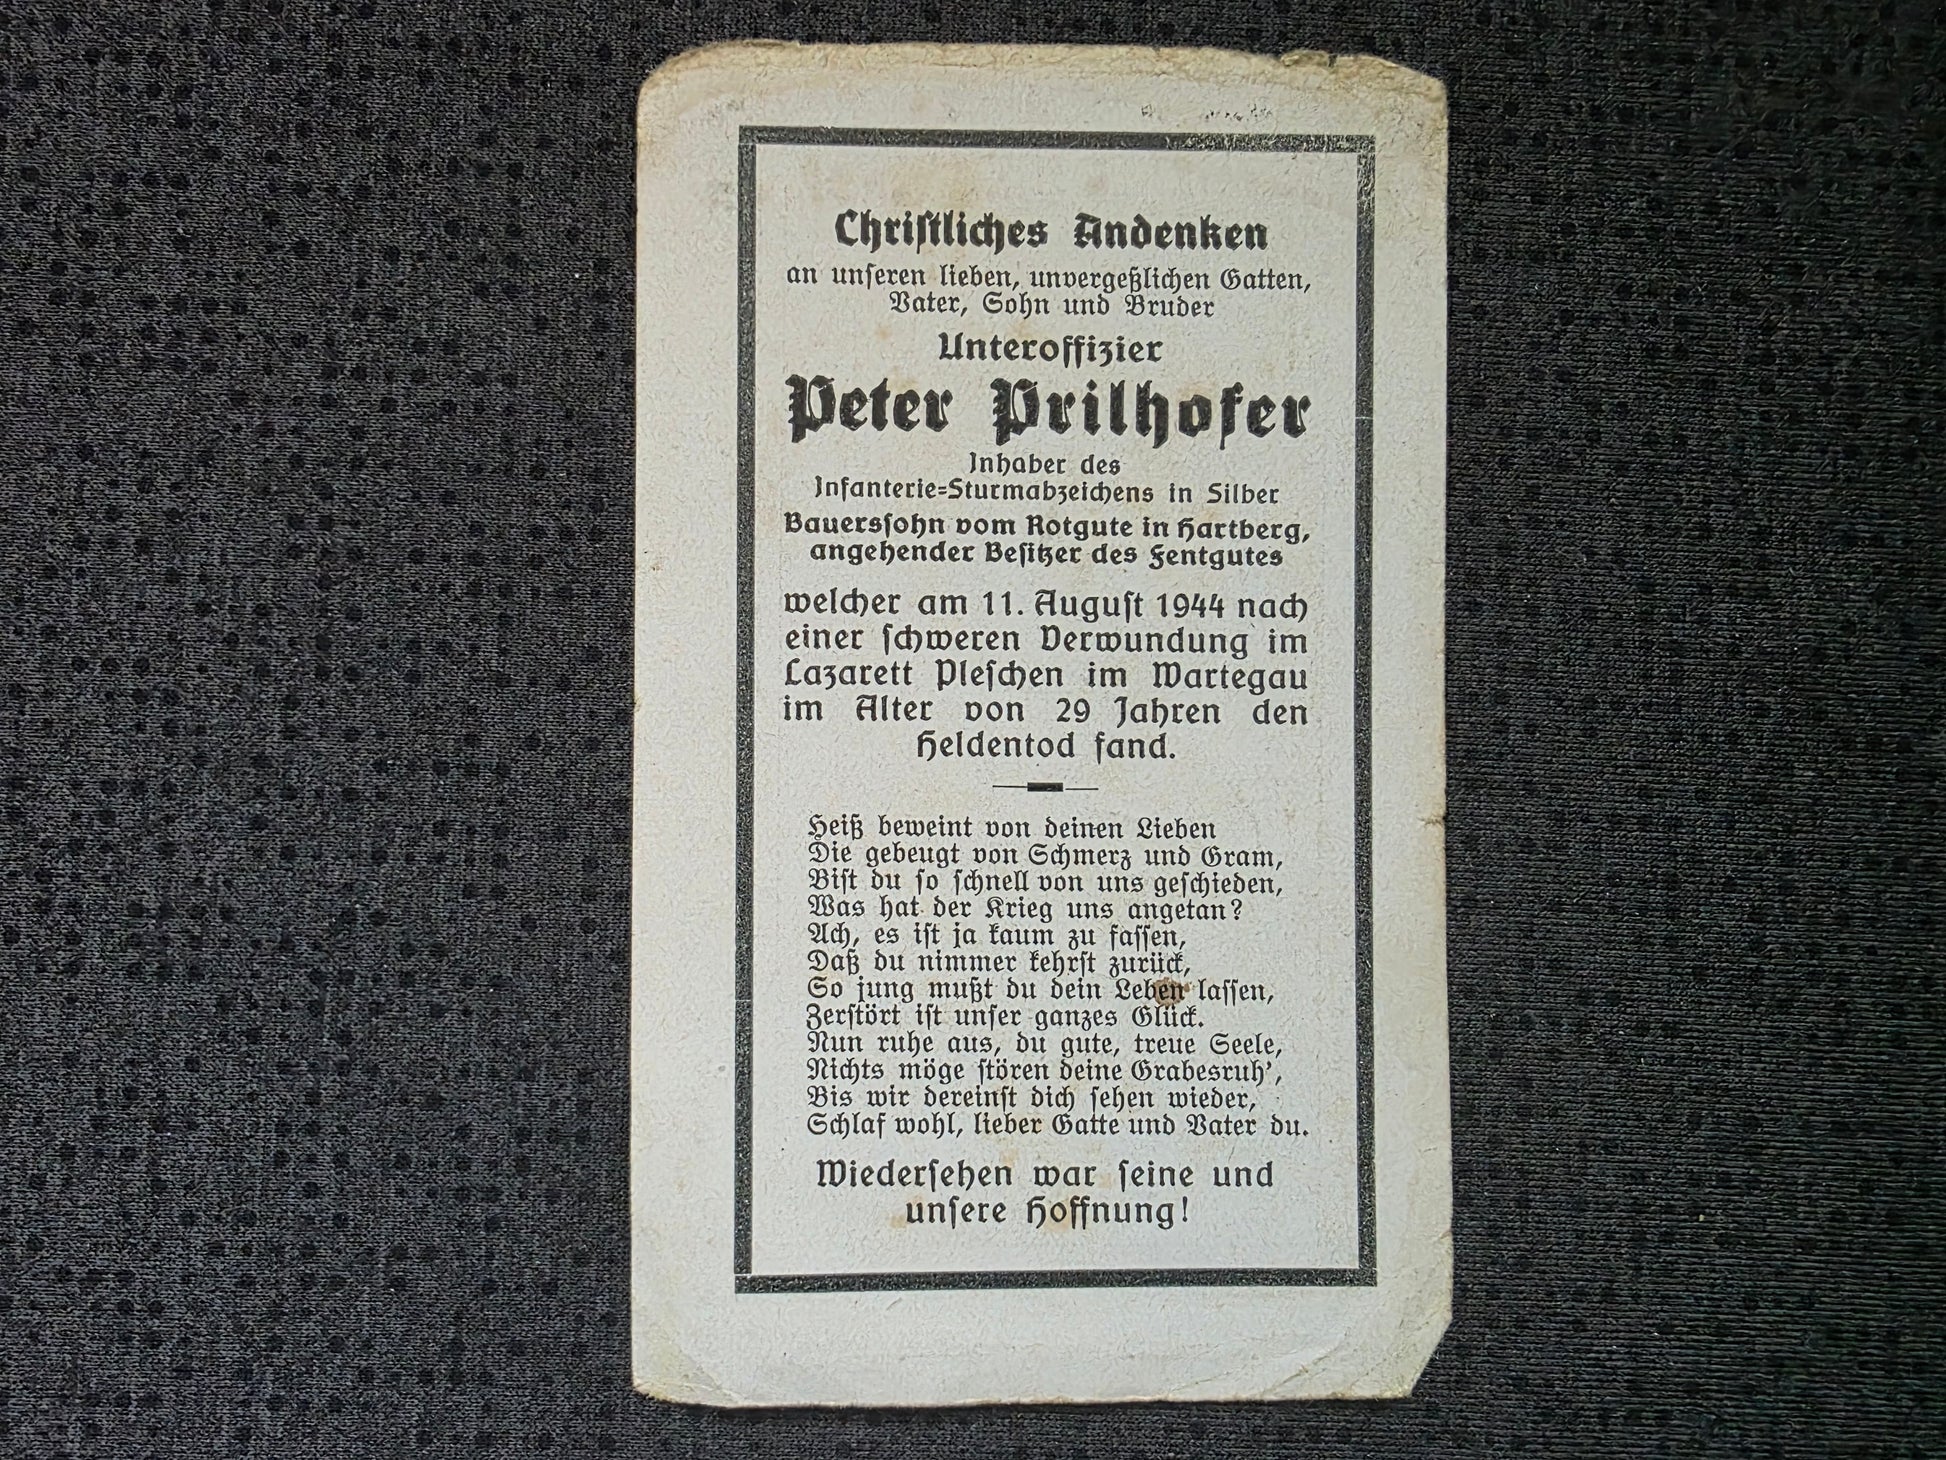 Christliches Andenken
an unseren lieben, unvergeßlichen Gatten,
Vater, Sohn und Bruder
Unteroffizier
Peter Prilhofer
Inhaber des
Infanterie=Sturmabzeichens in Silber
Bauerssohn vom Rotgute in Hartberg,
angehender Besitzer des Fentgutes
welcher am 11. August 1944 nach
einer schweren Verwundung im
Lazarett Pleschen im Wartegau
im Alter von 29 Jahren den
Heldentod fand.
Heiß beweint von deinen Lieben
Die gebeugt von Schmerz und Gram,
Bist du so schnell von uns geschieden,
Was hat der Krieg uns angetan?
Ach, es ist ja kaum zu fassen,
Daß du nimmer kehrst zurück,
So jung mußt du dein Leben lassen,
Zerstört ist unser ganzes Glück.
Nun ruhe aus, du gute, treue Seele,
Nichts möge stören deine Grabesruh',
Bis wir dereinst dich sehen wieder,
Schlaf wohl, lieber Gatte und Vater du.
Wiedersehen war seine und
unsere Hoffnung!